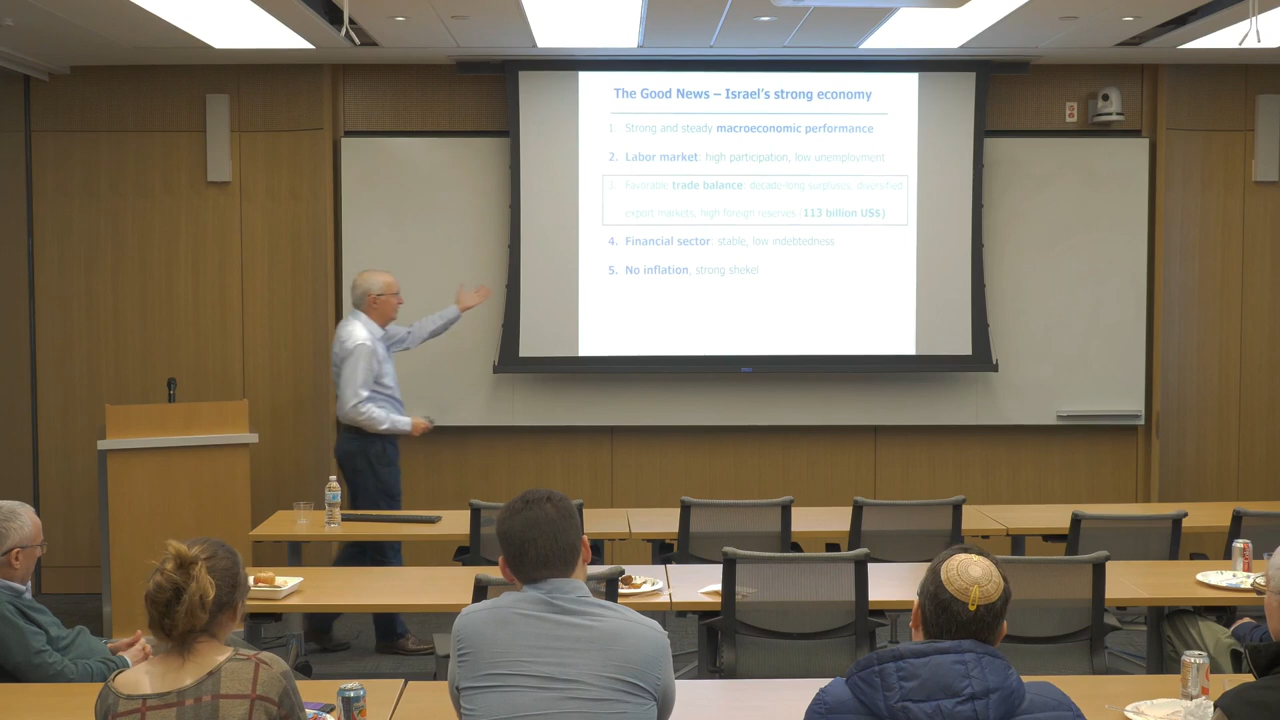 The Good News – Israel's strong economy
1. Strong and steady macroeconomic performance
2. Labor market: high participation, low unemployment
3. Favorable trade balance: decade-long surpluses, diversified
export markets, high foreign reserves (113 billion US$)
4. Financial sector: stable, low indebtedness
5. No inflation, strong shekel